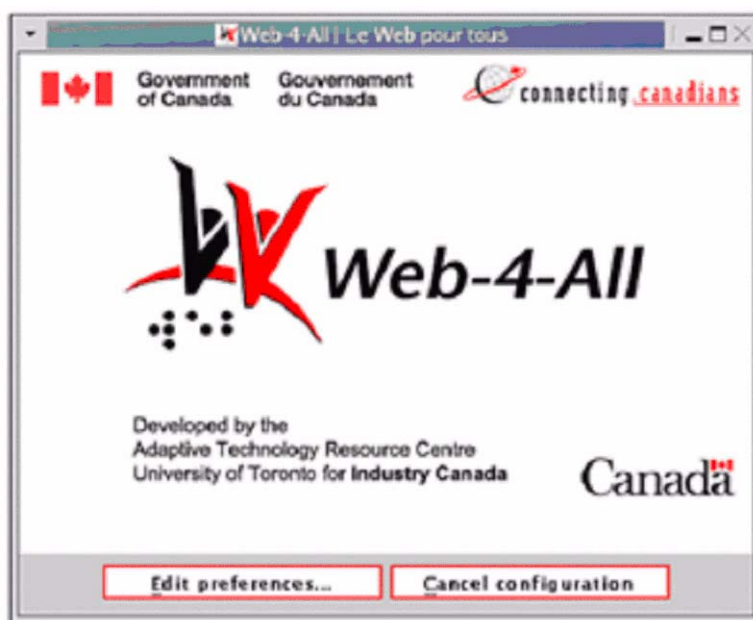 Web-4-All | Le Web pour tous
Government Gouvernement
of Canada du Canada
connecting.canadians
Web-4-All
Developed by the
Adaptive Technology Resource Centre
University of Toronto for Industry Canada
Canada
Edit preferences... Cancel configuration